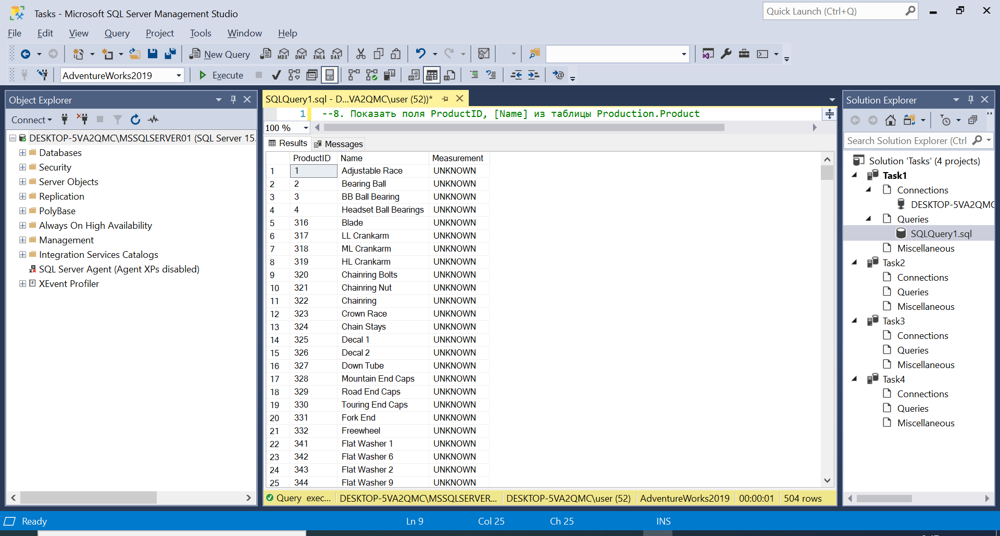 Tasks - Microsoft SQL Server Management Studio
Quick Launch (Ctrl+Q)
File Edit View Query Project Tools Window Help
New Query MDX DMX XMLA DAX
AdventureWorks2019 Execute
Object Explorer
Connect
DESKTOP-5VA2QMC\MSSQLSERVER01 (SQL Server 15.
Databases
Security
Server Objects
Replication
PolyBase
Always On High Availability
Management
Integration Services Catalogs
SQL Server Agent (Agent XPs disabled)
XEvent Profiler
SQLQuery1.sql - D...VA2QMC\user (52))*
1 --8. Показать поля ProductID, [Name] из таблицы Production.Product
100 %
Results Messages
ProductID Name Measurement
1 1 Adjustable Race UNKNOWN
2 2 Bearing Ball UNKNOWN
3 3 BB Ball Bearing UNKNOWN
4 4 Headset Ball Bearings UNKNOWN
5 316 Blade UNKNOWN
6 317 LL Crankarm UNKNOWN
7 318 ML Crankarm UNKNOWN
8 319 HL Crankarm UNKNOWN
9 320 Chainring Bolts UNKNOWN
10 321 Chainring Nut UNKNOWN
11 322 Chainring UNKNOWN
12 323 Crown Race UNKNOWN
13 324 Chain Stays UNKNOWN
14 325 Decal 1 UNKNOWN
15 326 Decal 2 UNKNOWN
16 327 Down Tube UNKNOWN
17 328 Mountain End Caps UNKNOWN
18 329 Road End Caps UNKNOWN
19 330 Touring End Caps UNKNOWN
20 331 Fork End UNKNOWN
21 332 Freewheel UNKNOWN
22 341 Flat Washer 1 UNKNOWN
23 342 Flat Washer 6 UNKNOWN
24 343 Flat Washer 2 UNKNOWN
25 344 Flat Washer 9 UNKNOWN
Query exec... DESKTOP-5VA2QMC\MSSQLSERVER... DESKTOP-5VA2QMC\user (52) AdventureWorks2019 00:00:01 504 rows
Solution Explorer
Search Solution Explorer (Ctrl
Solution 'Tasks' (4 projects)
Task1
Connections
DESKTOP-5VA2QMC
Queries
SQLQuery1.sql
Miscellaneous
Task2
Connections
Queries
Miscellaneous
Task3
Connections
Queries
Miscellaneous
Task4
Connections
Queries
Miscellaneous
Ready Ln 9 Col 25 Ch 25 INS